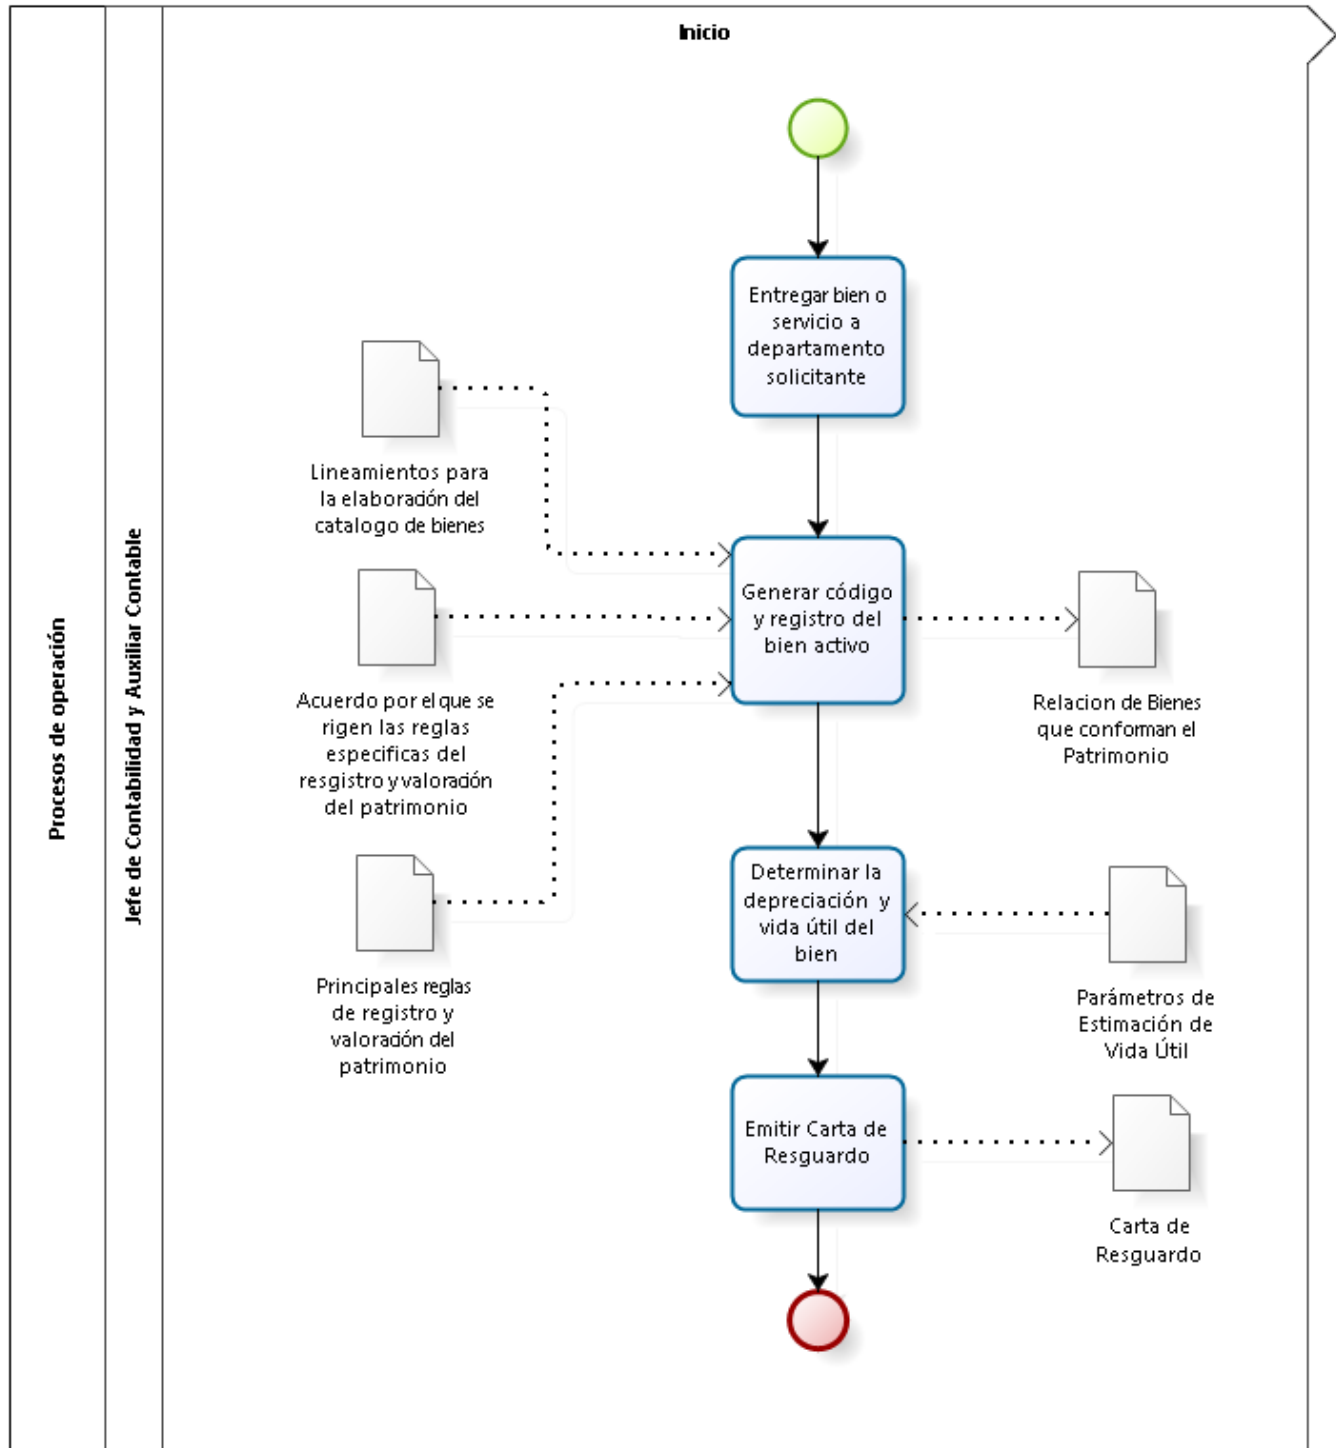 Inicio
Procesos de operación
Jefe de Contabilidad y Auxiliar Contable
Entregar bien o
servicio a
departamento
solicitante
Lineamientos para
la elaboración del
catalogo de bienes
Generar código
y registro del
bien activo
Acuerdo por el que se
rigen las reglas
especificas del
resgistro y valoración
del patrimonio
Relacion de Bienes
que conforman el
Patrimonio
Principales reglas
de registro y
valoración del
patrimonio
Determinar la
depreciación y
vida útil del
bien
Parámetros de
Estimación de
Vida Útil
Emitir Carta de
Resguardo
Carta de
Resguardo